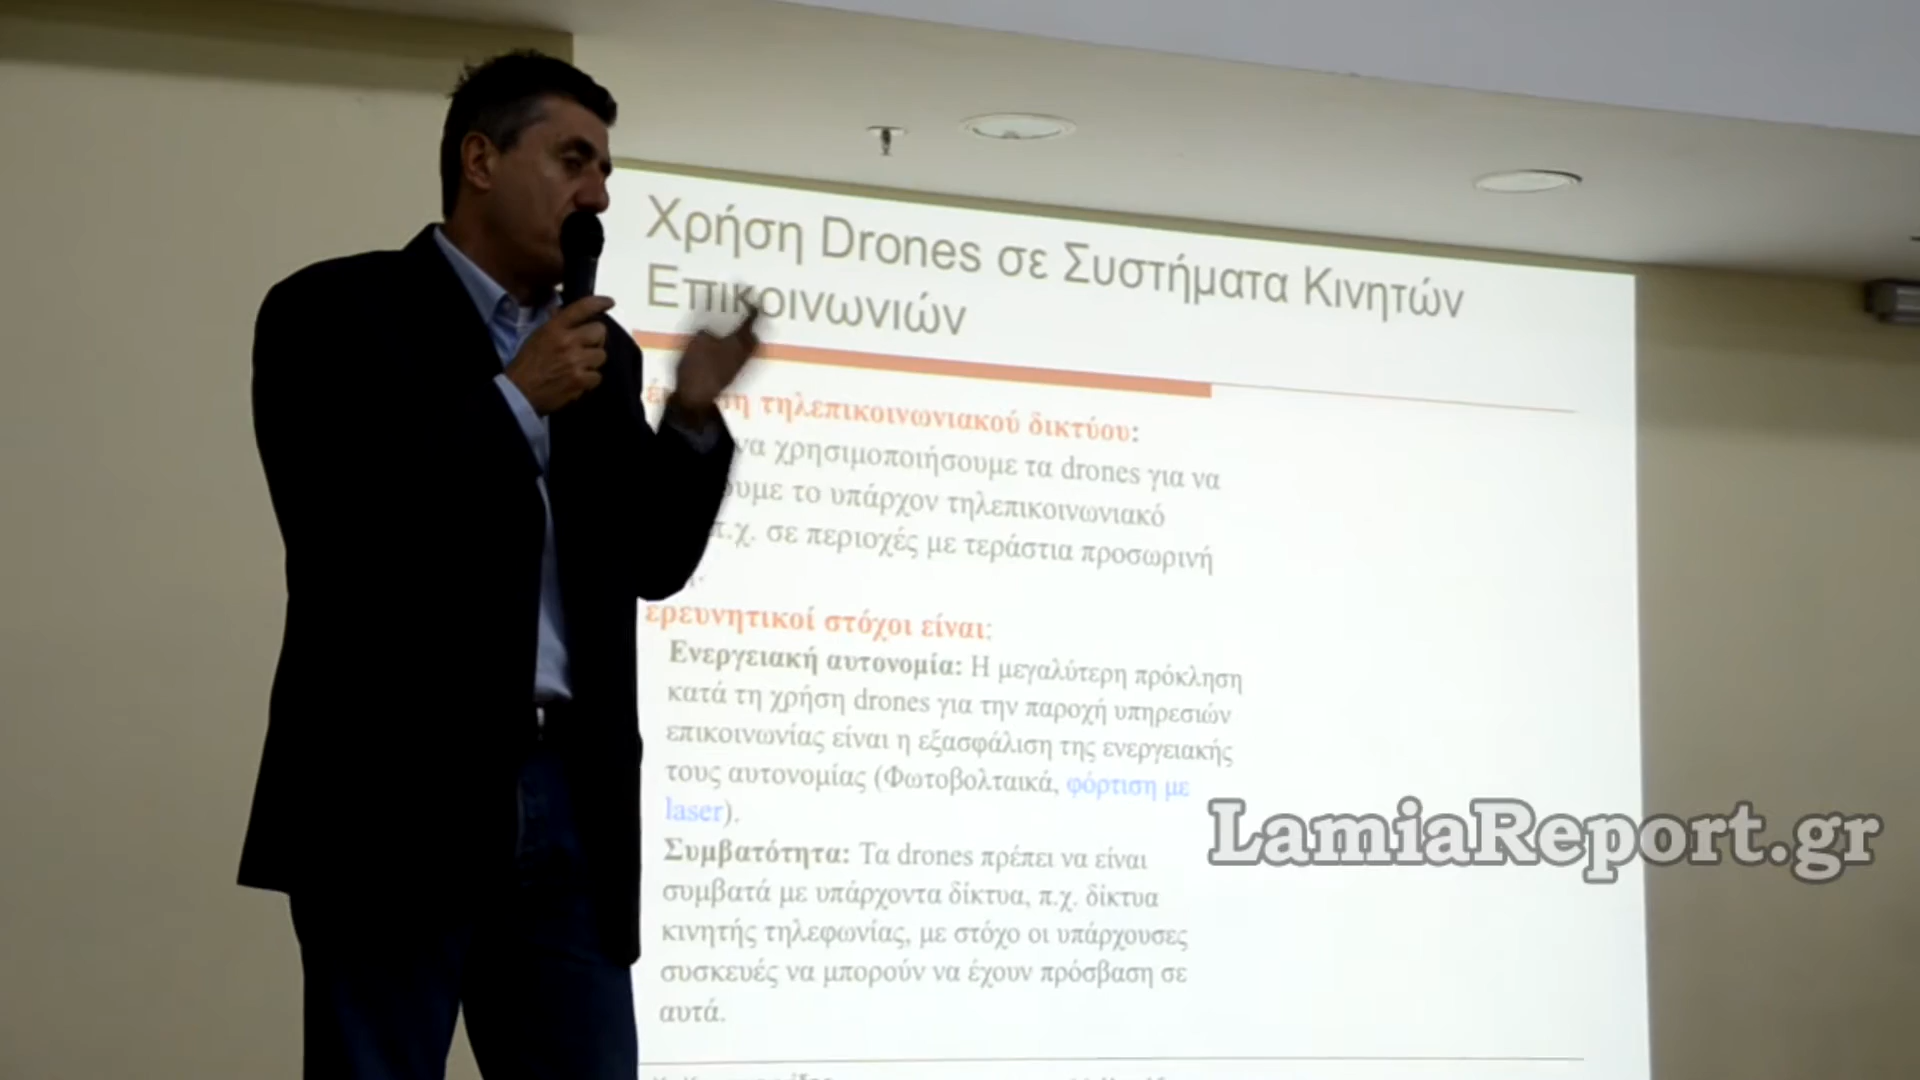 Χρήση Drones σε Συστήματα Κινητών
Επικοινωνιών
τηλεπικοινωνιακού δικτύου:
να χρησιμοποιήσουμε τα drones για να
το υπάρχον τηλεπικοινωνιακό
π.χ. σε περιοχές με τεράστια προσωρινή
ερευνητικοί στόχοι είναι:
Ενεργειακή αυτονομία: Η μεγαλύτερη πρόκληση
κατά τη χρήση drones για την παροχή υπηρεσιών
επικοινωνίας είναι η εξασφάλιση της ενεργειακής
τους αυτονομίας (Φωτοβολταικά, φόρτιση με
laser).
LamiaReport.gr
Συμβατότητα: Τα drones πρέπει να είναι
συμβατά με υπάρχοντα δίκτυα, π.χ. δίκτυα
κινητής τηλεφωνίας, με στόχο οι υπάρχουσες
συσκευές να μπορούν να έχουν πρόσβαση σε
αυτά.